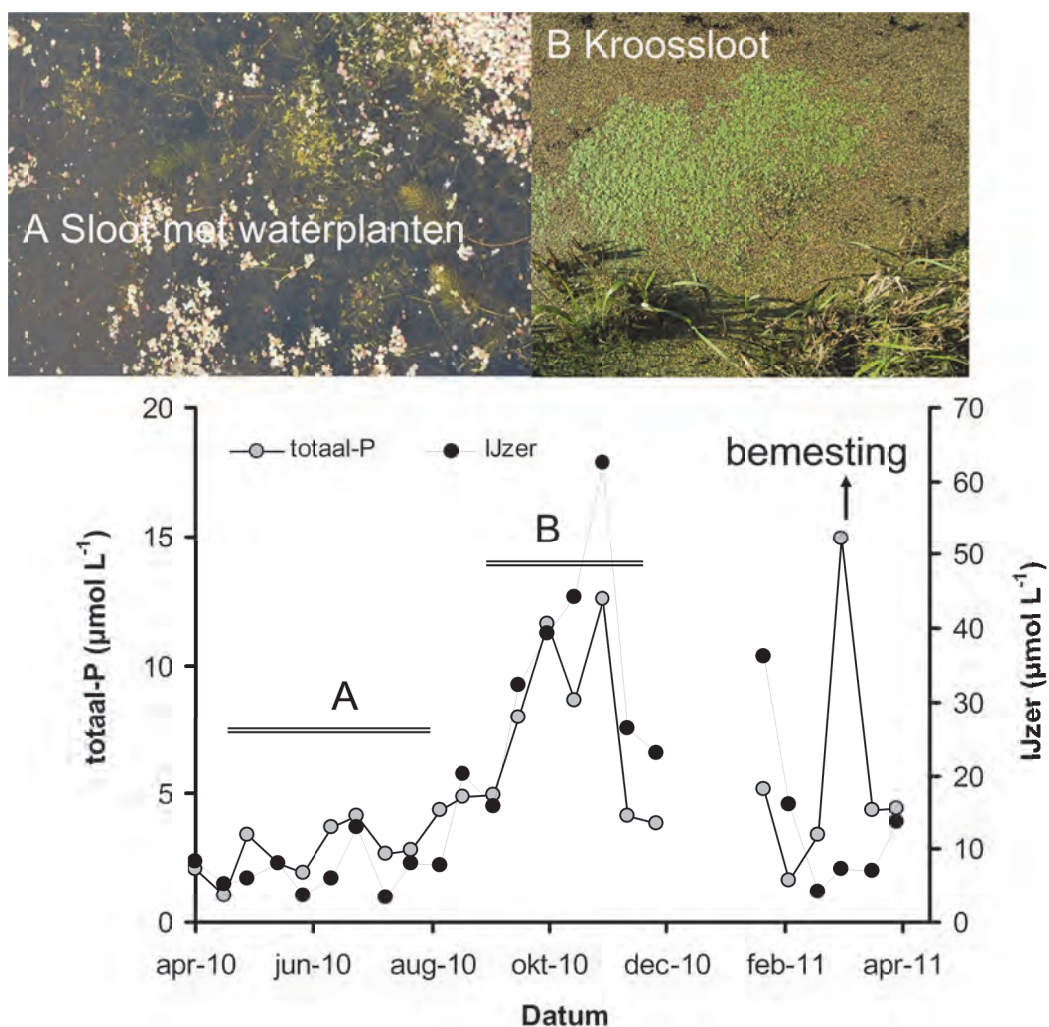 A Sloot met waterplanten
B Kroossloot
totaal-P
IJzer
bemesting
A
B
totaal-P (µmol L-1)
20
15
10
5
0
IJzer (µmol L-1)
70
60
50
40
30
20
10
0
apr-10 jun-10 aug-10 okt-10 dec-10 feb-11 apr-11
Datum